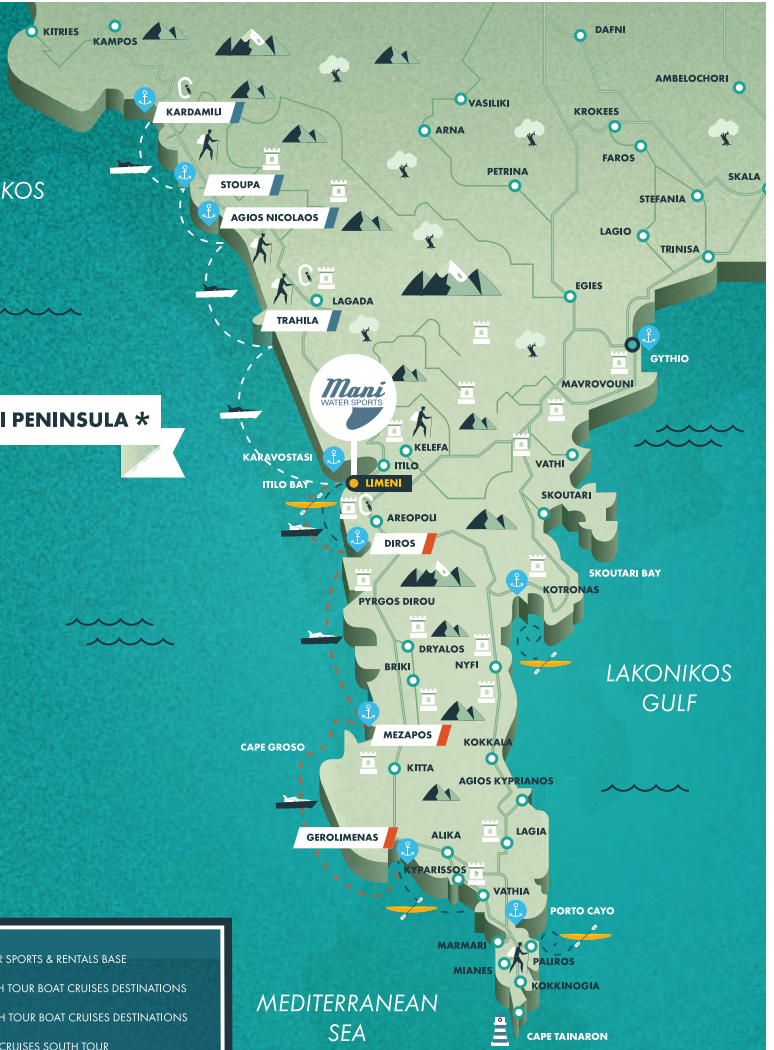 KITRIES
KAMPOS
DAFNI
AMBELOCHORI
KARDAMILI
VASILIKI
KROKEES
ARNA
FAROS
PETRINA
SKALA
STOUPA
KOS
STEFANIA
AGIOS NICOLAOS
LAGIO
TRINISA
EGIES
LAGADA
TRAHILA
GYTHIO
Mani
WATER SPORTS
MAVROVOUNI
I PENINSULA *
KELEFA
KARAVOSTASI
ITILO
VATHI
ITILO BAY
LIMENI
SKOUTARI
AREOPOLI
DIROS
SKOUTARI BAY
KOTRONAS
PYRGOS DIROU
DRYALOS
BRIKI
NYFI
LAKONIKOS
GULF
MEZAPOS
KOKKALA
CAPE GROSO
KITTA
AGIOS KYPRIANOS
GEROLIMENAS
ALIKA
LAGIA
KYPARISSOS
VATHIA
PORTO CAYO
MARMARI
PALIROS
MIANES
KOKKINOGIA
CAPE TAINARON
MEDITERRANEAN
SEA
R SPORTS & RENTALS BASE
H TOUR BOAT CRUISES DESTINATIONS
H TOUR BOAT CRUISES DESTINATIONS
CRUISES SOUTH TOUR